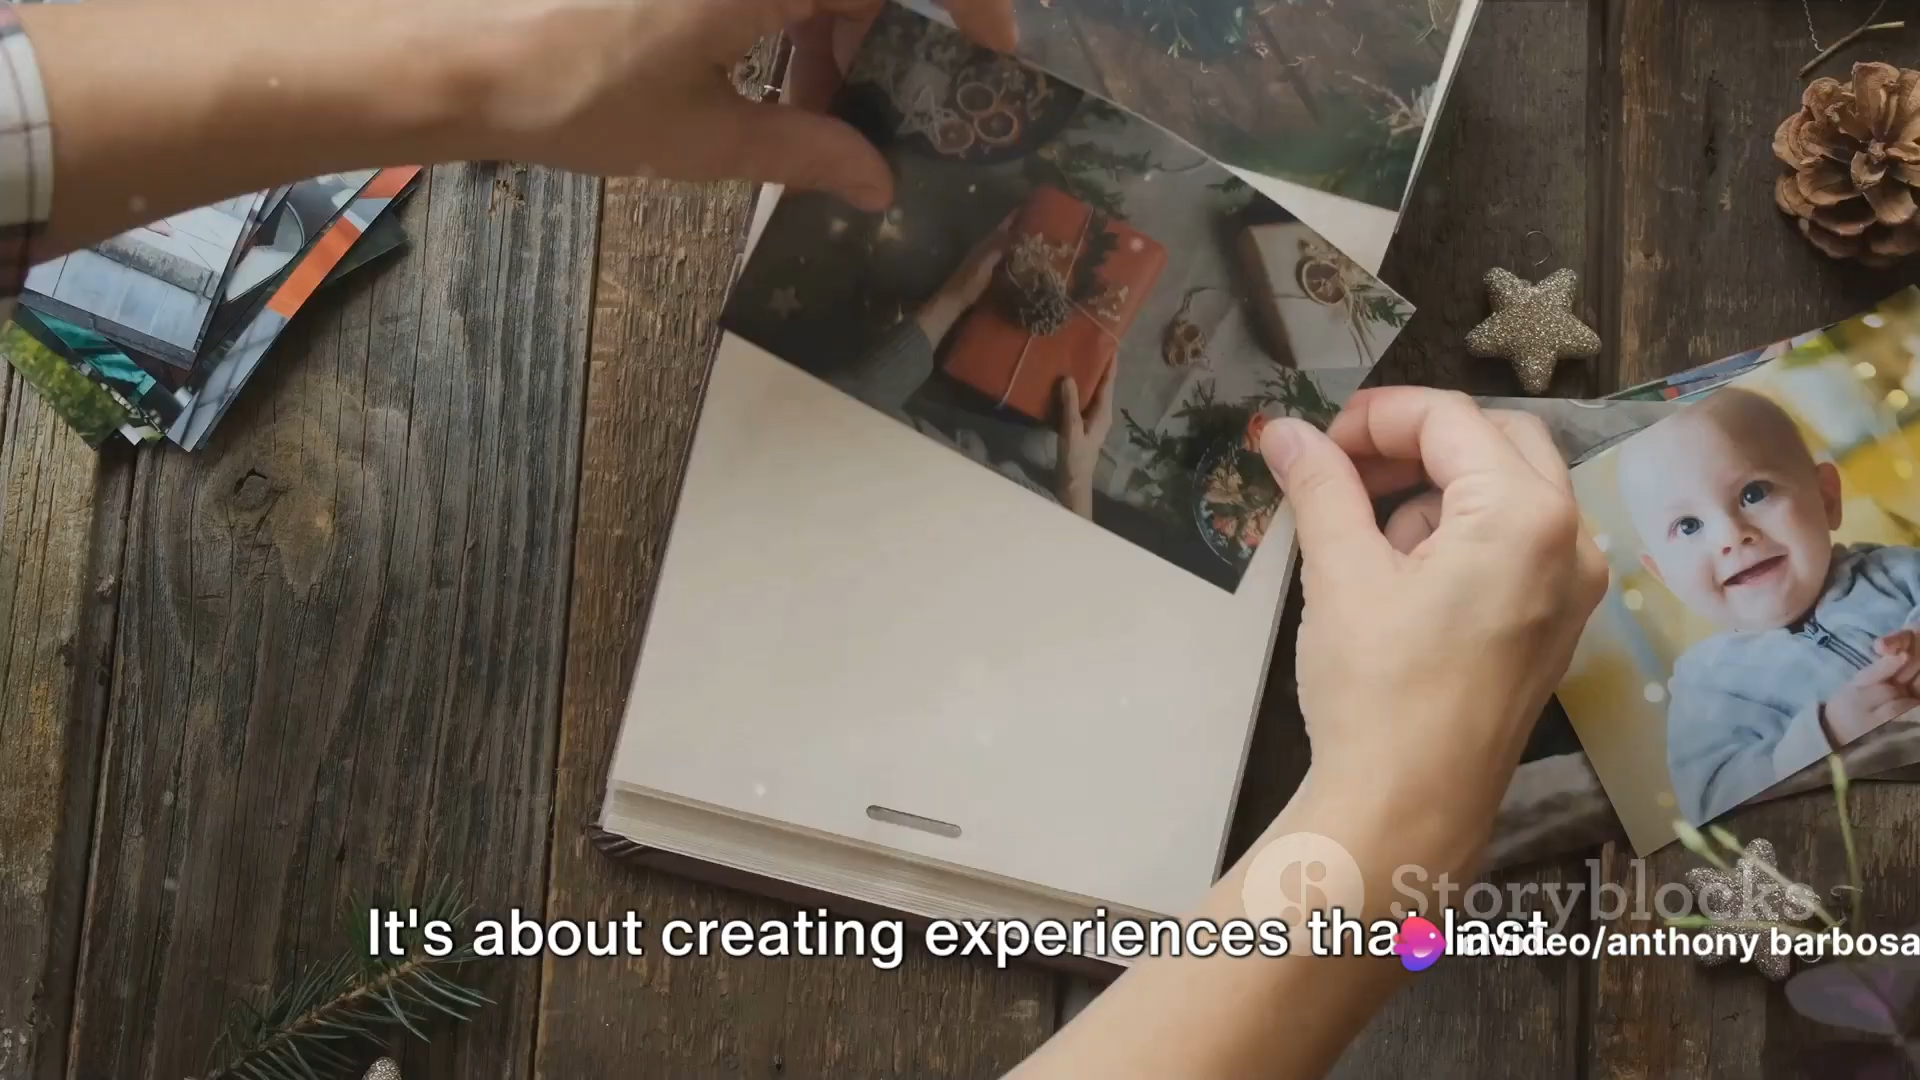 Storyblocks
It's about creating experiences that last
invideo/anthony barbosa